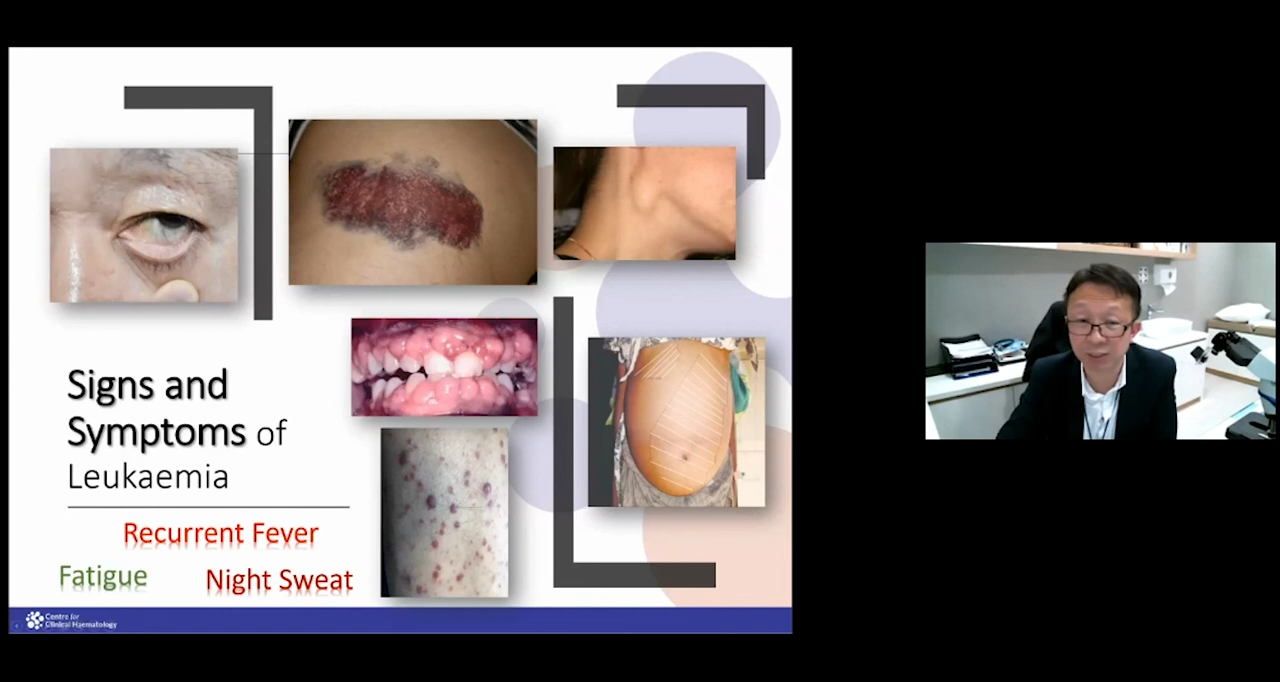 Signs and
Symptoms of
Leukaemia
Recurrent Fever
Fatigue
Night Sweat
Centre for
Clinical Haematology